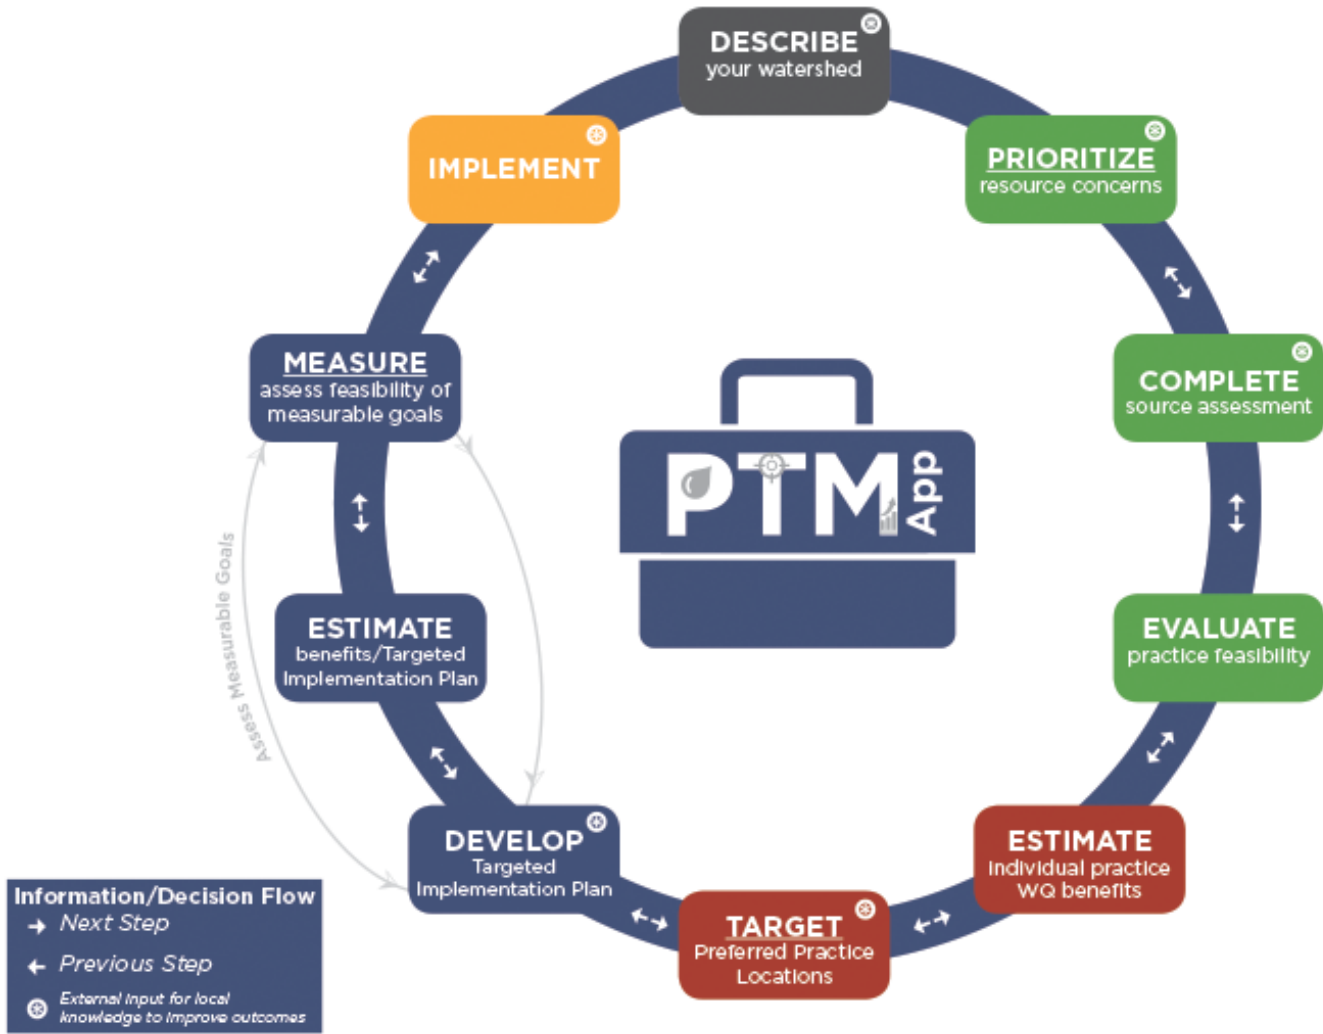 DESCRIBE
your watershed
PRIORITIZE
resource concerns
COMPLETE
source assessment
EVALUATE
practice feasibility
ESTIMATE
individual practice
WQ benefits
TARGET
Preferred Practice
Locations
DEVELOP
Targeted
Implementation Plan
ESTIMATE
benefits/Targeted
Implementation Plan
MEASURE
assess feasibility of
measurable goals
IMPLEMENT
Assess Measurable Goals
PTM
App
Information/Decision Flow
Next Step
Previous Step
External input for local
knowledge to improve outcomes